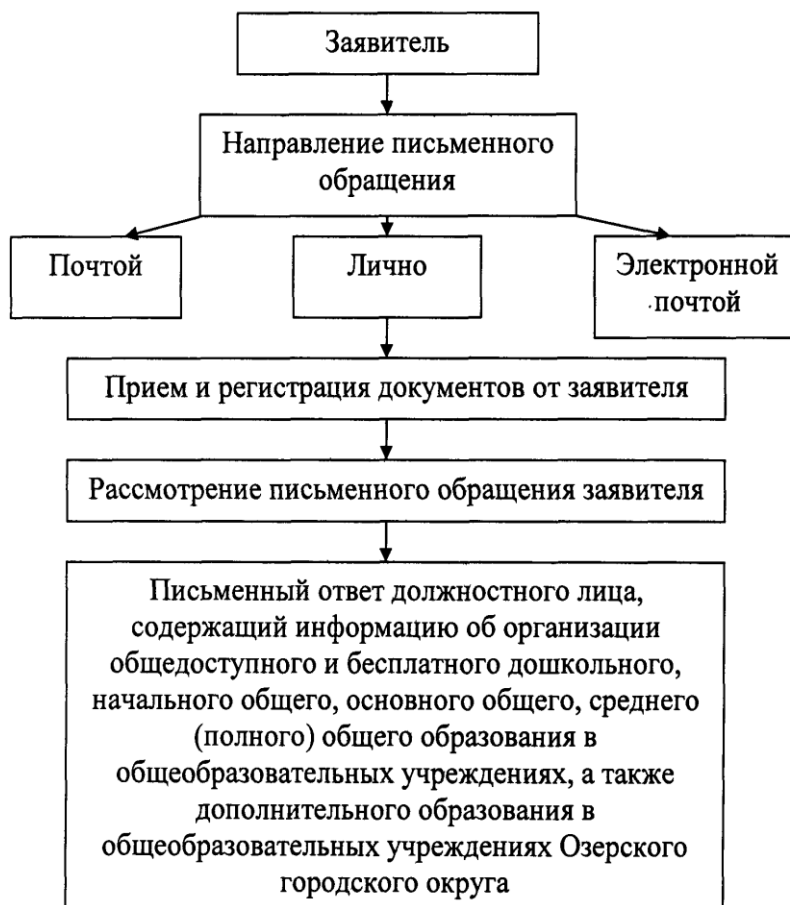 Заявитель
Направление письменного
обращения
Почтой
Лично
Электронной
почтой
Прием и регистрация документов от заявителя
Рассмотрение письменного обращения заявителя
Письменный ответ должностного лица,
содержащий информацию об организации
общедоступного и бесплатного дошкольного,
начального общего, основного общего, среднего
(полного) общего образования в
общеобразовательных учреждениях, а также
дополнительного образования в
общеобразовательных учреждениях Озерского
городского округа